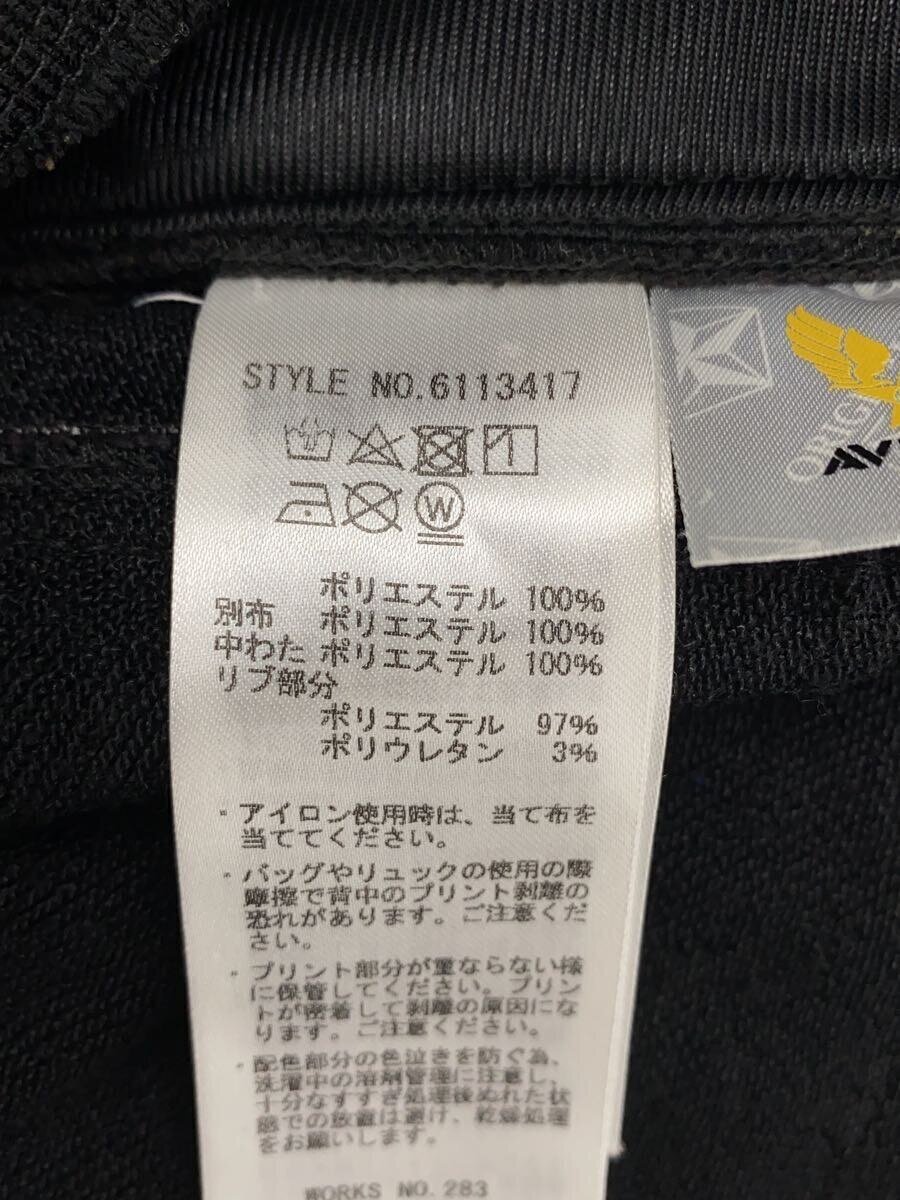 STYLE NO.6113417
W
ポリエステル 100%
別布 ポリエステル 100%
中わた ポリエステル 100%
リブ部分
ポリエステル 97%
ポリウレタン 3%
・アイロン使用時は、当て布を
当ててください。
・バッグやリュックの使用の際
摩擦で背中のプリント剥離の
恐れがあります。ご注意くだ
さい。
・プリント部分が重ならない様
に保管してください。プリン
トが密着して剥離の原因にな
ります。ご注意ください。
・配色部分の色泣きを防ぐ為、
洗濯中の溶剤管理に注意し、
十分なすすぎ処理後ぬれた状
態での放置は避け、乾燥処理
をお願いします。
WORKS NO.283